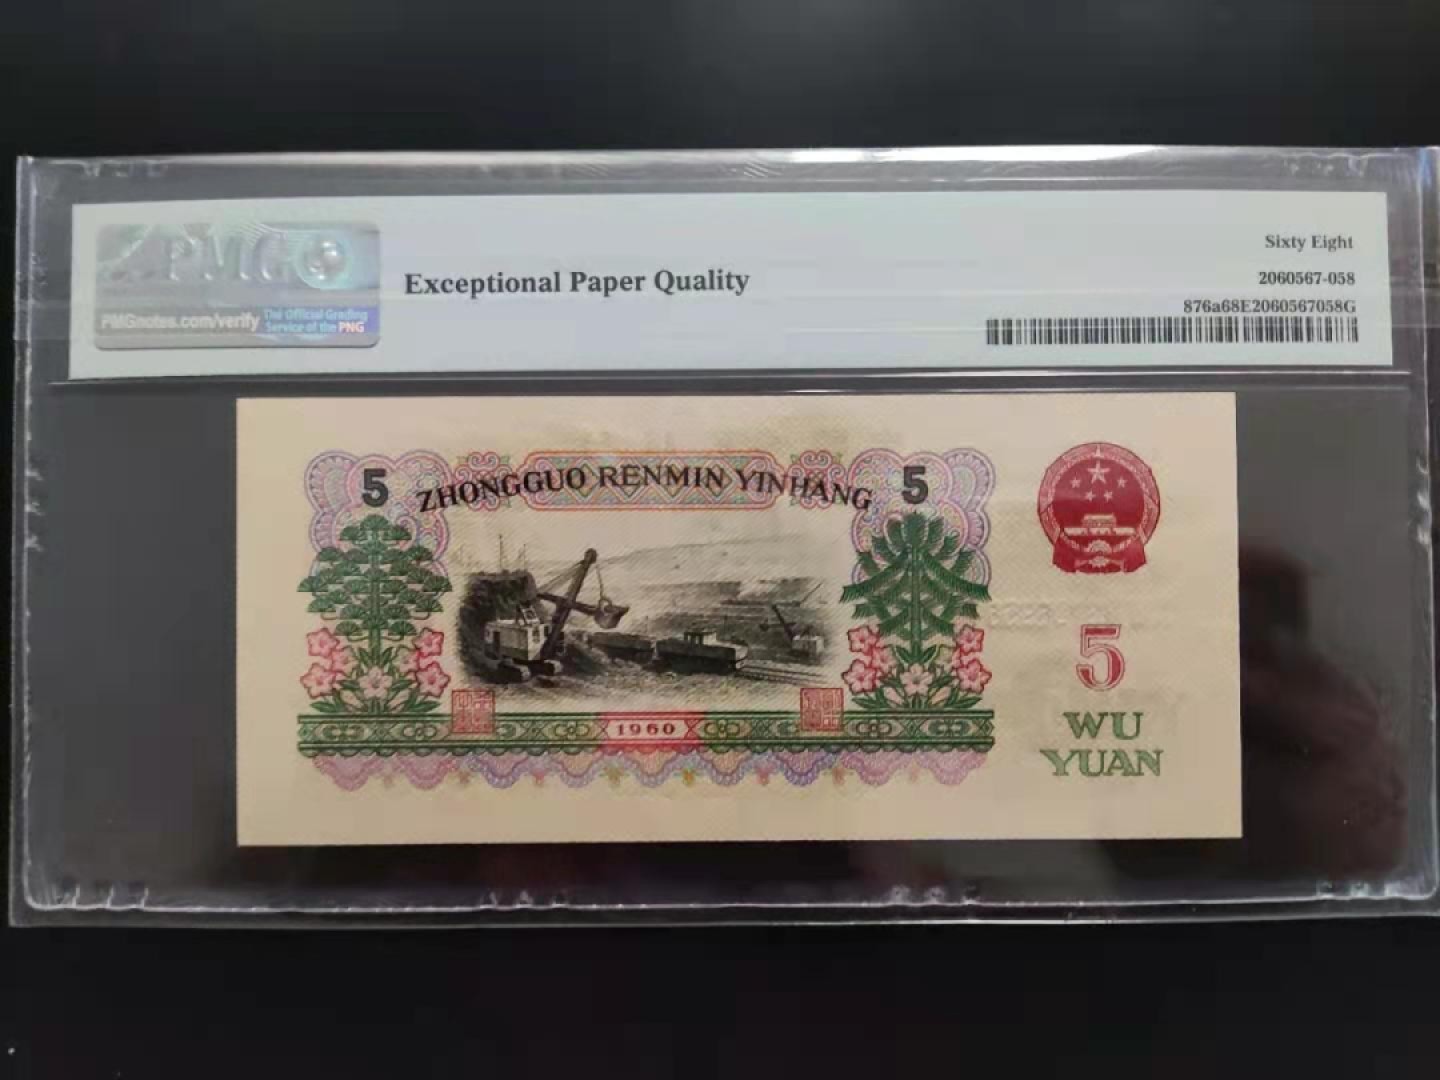 PMG
PMGnotes.com/verify
The Official Grading
Service of the PNG
Exceptional Paper Quality
Sixty Eight
2060567-058
876a68E2060567058G
5
ZHONGGUO RENMIN YINHANG
5
1960
5
WU
YUAN